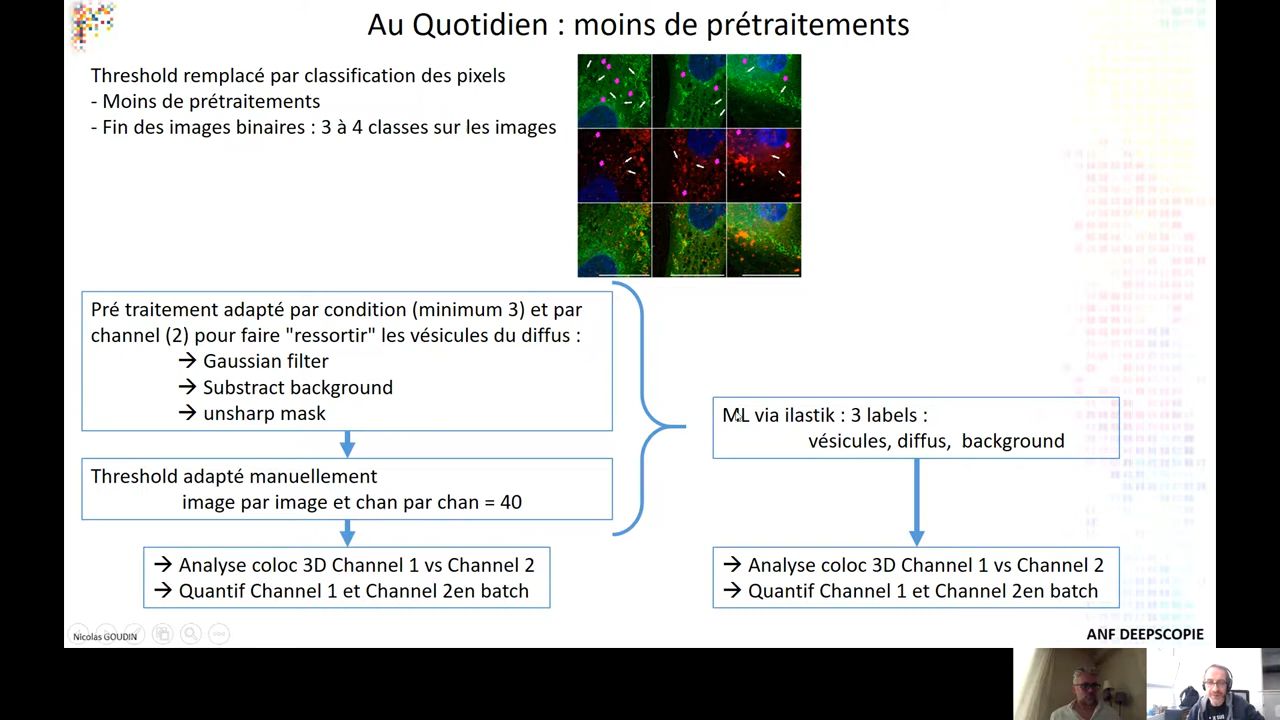 Au Quotidien : moins de prétraitements
Threshold remplacé par classification des pixels
- Moins de prétraitements
- Fin des images binaires : 3 à 4 classes sur les images
Pré traitement adapté par condition (minimum 3) et par
channel (2) pour faire "ressortir" les vésicules du diffus :
→ Gaussian filter
→ Substract background
→ unsharp mask
Threshold adapté manuellement
image par image et chan par chan = 40
→ Analyse coloc 3D Channel 1 vs Channel 2
→ Quantif Channel 1 et Channel 2en batch
ML via ilastik : 3 labels :
vésicules, diffus, background
→ Analyse coloc 3D Channel 1 vs Channel 2
→ Quantif Channel 1 et Channel 2en batch
Nicolas GOUDIN
ANF DEEPSCOPIE